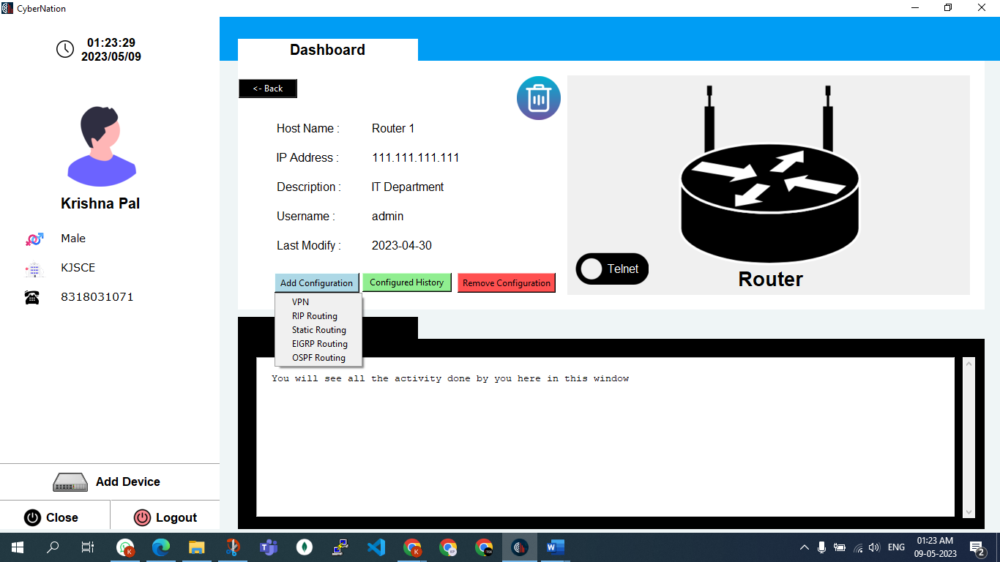 CyberNation
01:23:29
2023/05/09
Krishna Pal
Male
KJSCE
8318031071
Add Device
Close
Logout
Dashboard
<- Back
Host Name : Router 1
IP Address : 111.111.111.111
Description : IT Department
Username : admin
Last Modify : 2023-04-30
Add Configuration Configured History Remove Configuration
VPN
RIP Routing
Static Routing
EIGRP Routing
OSPF Routing
Telnet
Router
You will see all the activity done by you here in this window
ENG
01:23 AM
09-05-2023
2